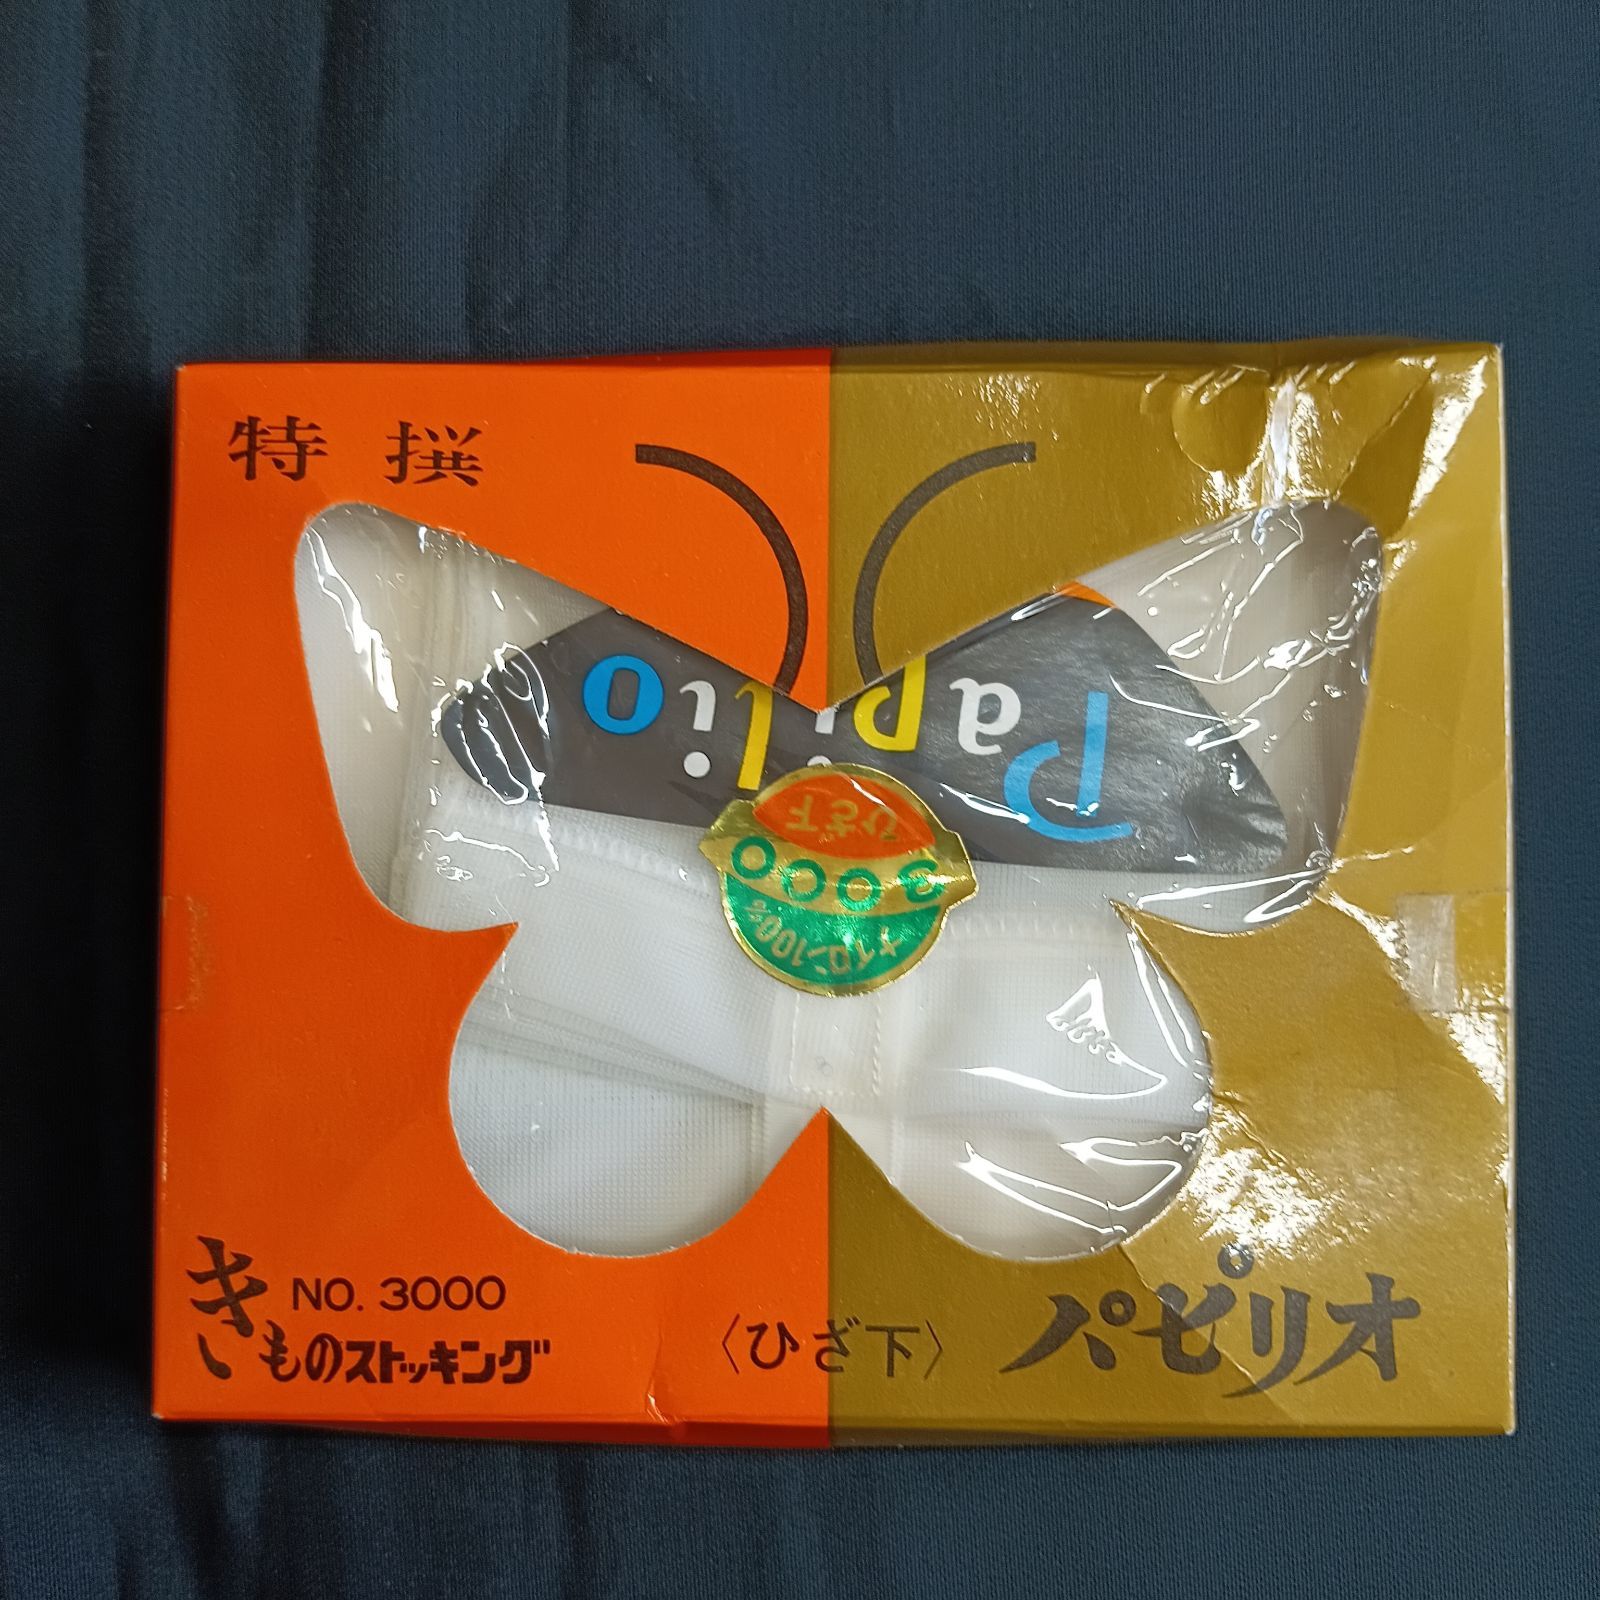 特撰
Papilio
ひざ下
3000
ナイロン100%
NO. 3000
きものストッキング
〈ひざ下〉
パピリオ